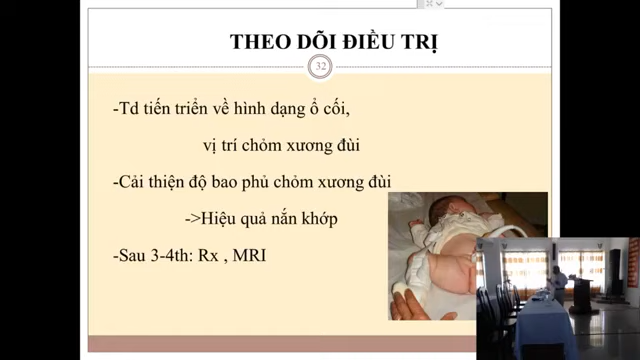 THEO DÕI ĐIỀU TRỊ
32
-Td tiến triển về hình dạng ổ cối,
vị trí chỏm xương đùi
-Cải thiện độ bao phủ chỏm xương đùi
->Hiệu quả nắn khớp
-Sau 3-4th: Rx , MRI